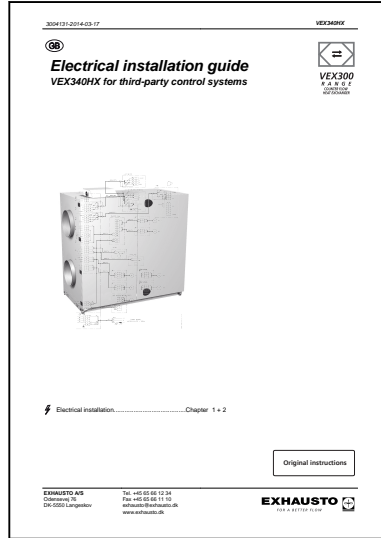 3004131-2014-03-17
VEX340HX
GB
Electrical installation guide
VEX340HX for third-party control systems
VEX300
RANGE
COUNTER FLOW
HEAT EXCHANGER
Electrical installation..........................................Chapter 1 + 2
Original instructions
EXHAUSTO A/S
Odensevej 76
DK-5550 Langeskov
Tel. +45 65 66 12 34
Fax +45 65 66 11 10
exhausto@exhausto.dk
www.exhausto.dk
EXHAUSTO
FOR A BETTER FLOW